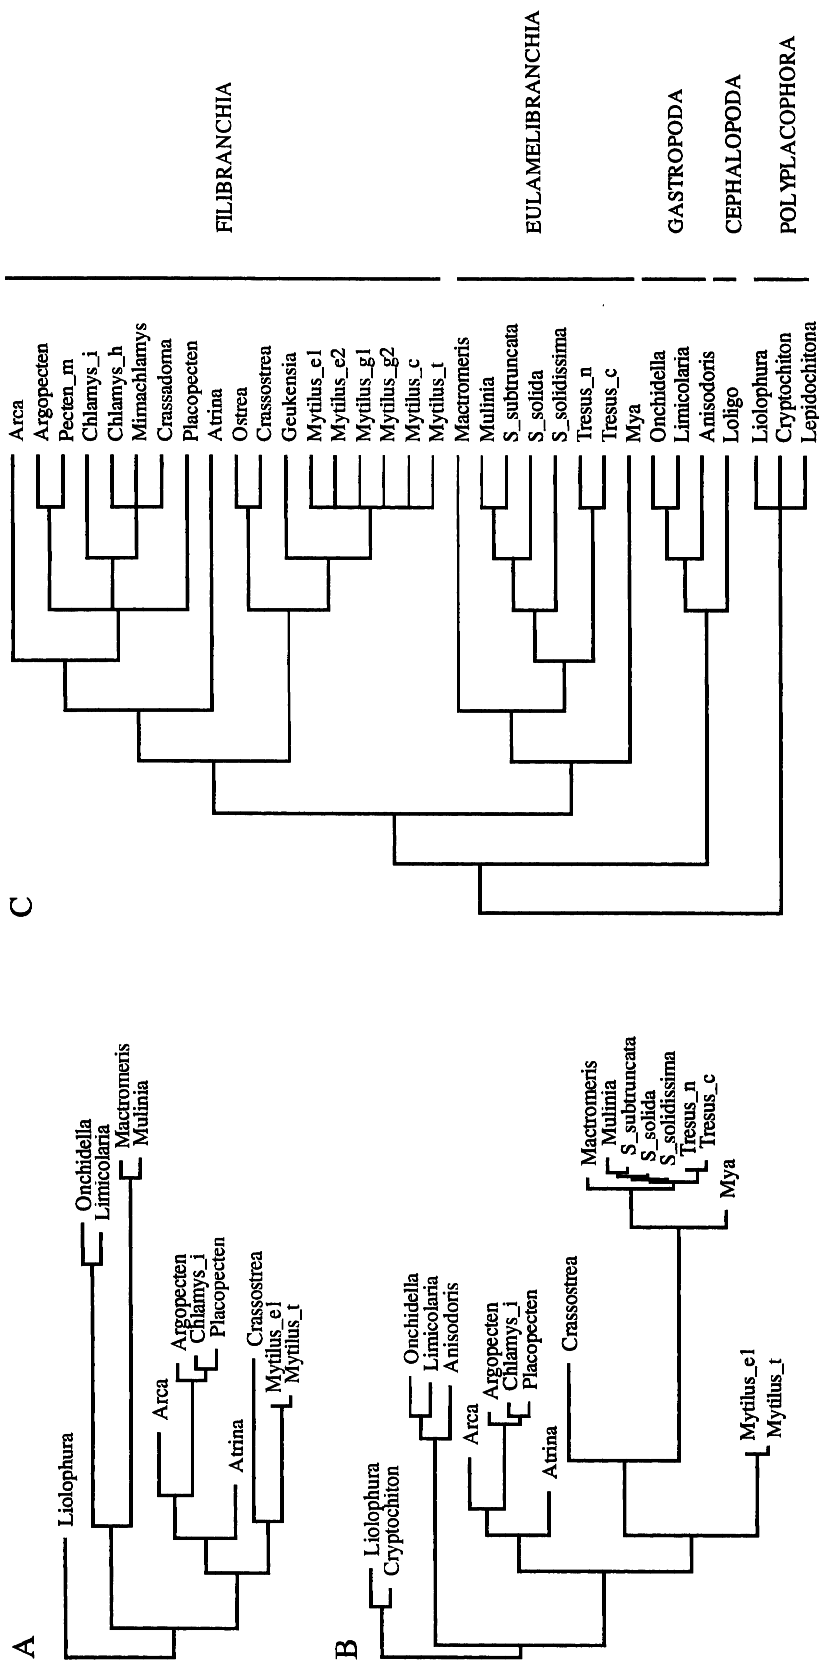 A
Liolophura
Onchidella
Limicolaria
Mactromeris
Mulinia
Arca
Argopecten
Chlamys_i
Placopecten
Atrina
Crassostrea
Mytilus_e1
Mytilus_t
B
Liolophura
Cryptochiton
Onchidella
Limicolaria
Anisodoris
Arca
Argopecten
Chlamys_i
Placopecten
Atrina
Crassostrea
Mactromeris
Mulinia
S_subtruncata
S_solida
S_solidissima
Tresus_n
Tresus_c
Mya
Mytilus_e1
Mytilus_t
C
Arca
Argopecten
Pecten_m
Chlamys_i
Chlamys_h
Mimachlamys
Crassadoma
Placopecten
Atrina
Ostrea
Crassostrea
Geukensia
Mytilus_e1
Mytilus_e2
Mytilus_g1
Mytilus_g2
Mytilus_c
Mytilus_t
Mactromeris
Mulinia
S_subtruncata
S_solida
S_solidissima
Tresus_n
Tresus_c
Mya
Onchidella
Limicolaria
Anisodoris
Loligo
Liolophura
Cryptochiton
Lepidochitona
FILIBRANCHIA
EULAMELIBRANCHIA
GASTROPODA
CEPHALOPODA
POLYPLACOPHORA